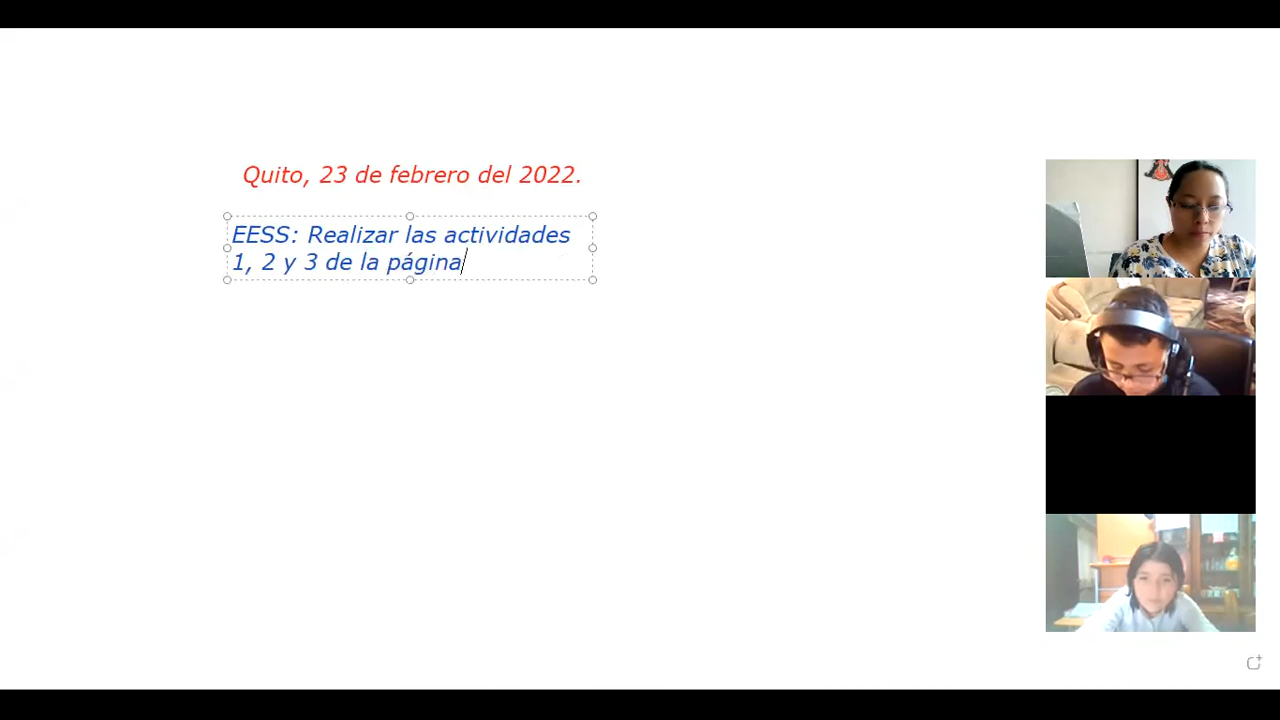 Quito, 23 de febrero del 2022.
EESS: Realizar las actividades
1, 2 y 3 de la página